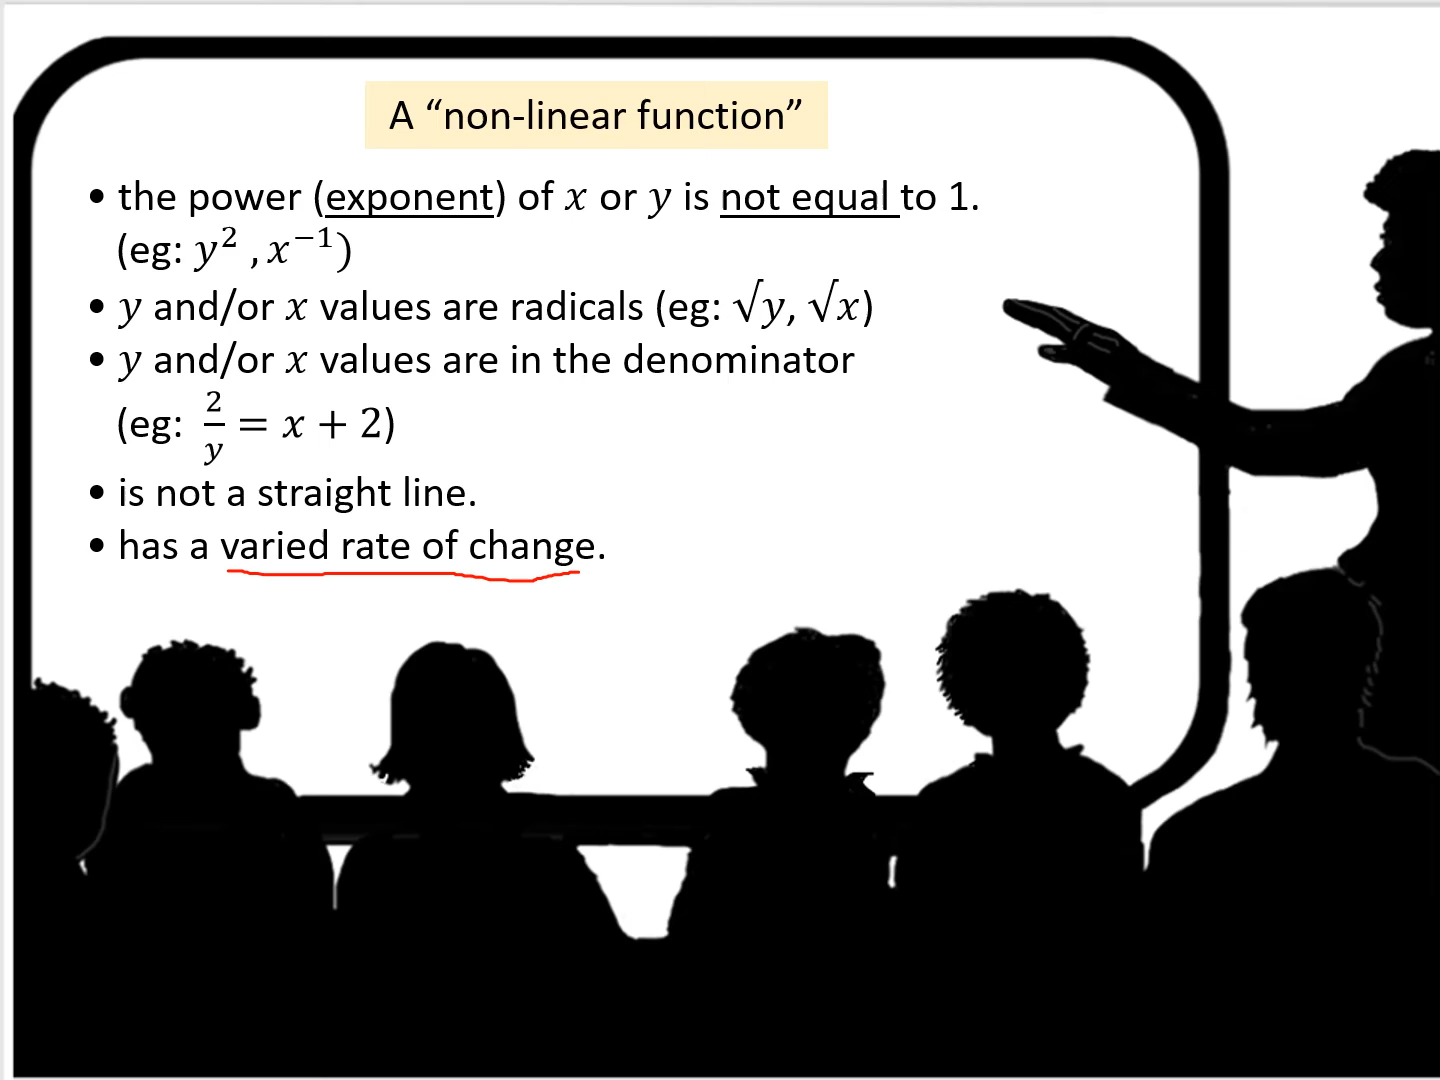 A “non-linear function”
• the power (exponent) of x or y is not equal to 1.
(eg: y² , x⁻¹)
• y and/or x values are radicals (eg: √y, √x)
• y and/or x values are in the denominator
(eg: 2/y = x + 2)
• is not a straight line.
• has a varied rate of change.